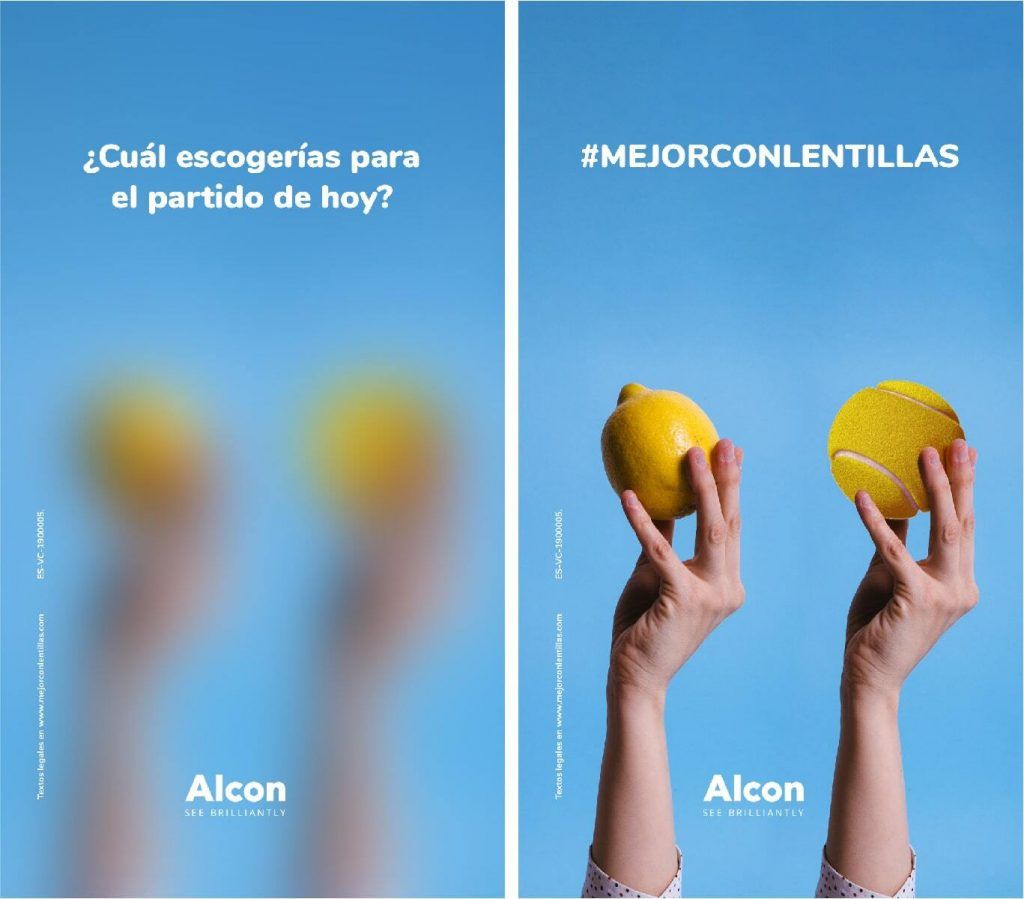 ¿Cuál escogerías para
el partido de hoy?
Textos legales en www.mejorconlentillas.com ES-VC-1900005.
Alcon
SEE BRILLIANTLY
#MEJORCONLENTILLAS
Textos legales en www.mejorconlentillas.com ES-VC-1900005.
Alcon
SEE BRILLIANTLY